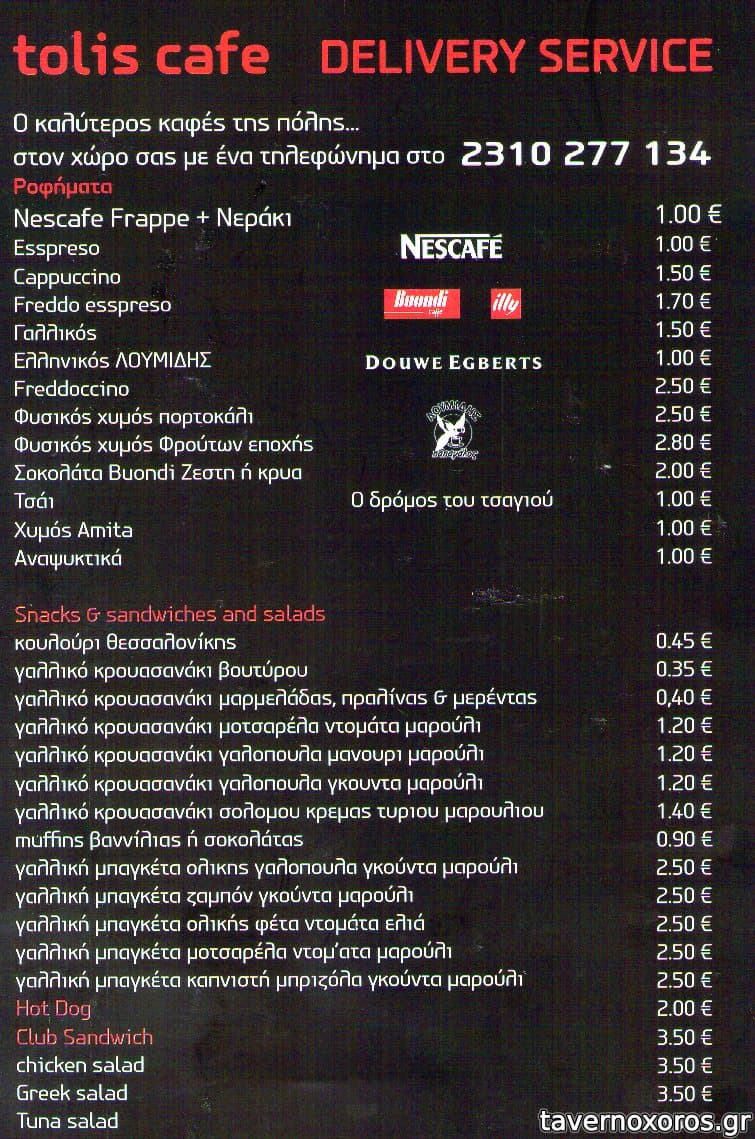 tolis cafe DELIVERY SERVICE
Ο καλύτερος καφές της πόλης...
στον χώρο σας με ένα τηλεφώνημα στο 2310 277 134
Ροφήματα
Nescafe Frappe + Νεράκι 1.00 €
Esspreso 1.00 €
NESCAFÉ
Cappuccino 1.50 €
Freddo esspreso 1.70 €
Buondi caffè illy
Γαλλικός 1.50 €
Ελληνικός ΛΟΥΜΙΔΗΣ 1.00 €
DOUWE EGBERTS
Freddoccino 2.50 €
Φυσικός χυμός πορτοκάλι 2.50 €
ΛΟΥΜΙΔΗΣ
παπαγάλος
Φυσικός χυμός Φρούτων εποχής 2.80 €
Σοκολάτα Buondi Ζεστη ή κρυα 2.00 €
Τσάι Ο δρόμος του τσαγιού 1.00 €
Χυμός Amita 1.00 €
Αναψυκτικά 1.00 €
Snacks & sandwiches and salads
κουλούρι θεσσαλονίκης 0.45 €
γαλλικό κρουασανάκι βουτύρου 0.35 €
γαλλικό κρουασανάκι μαρμελάδας, πραλίνας & μερέντας 0,40 €
γαλλικό κρουασανάκι μοτσαρέλα ντομάτα μαρούλι 1.20 €
γαλλικό κρουασανάκι γαλοπουλα μανουρι μαρούλι 1.20 €
γαλλικό κρουασανάκι γαλοπουλα γκουντα μαρούλι 1.20 €
γαλλικό κρουασανάκι σολομου κρεμας τυριου μαρουλιου 1.40 €
muffins βαννίλιας ή σοκολάτας 0.90 €
γαλλική μπαγκέτα ολικης γαλοπουλα γκούντα μαρούλι 2.50 €
γαλλική μπαγκέτα ζαμπόν γκούντα μαρούλι 2.50 €
γαλλική μπαγκέτα ολικής φέτα ντομάτα ελιά 2.50 €
γαλλική μπαγκέτα μοτσαρέλα ντομ'ατα μαρούλι 2.50 €
γαλλική μπαγκέτα καπνιστή μπριζόλα γκούντα μαρούλι 2.50 €
Hot Dog 2.00 €
Club Sandwich 3.50 €
chicken salad 3.50 €
Greek salad 3.50 €
Tuna salad
tavernoxoros.gr